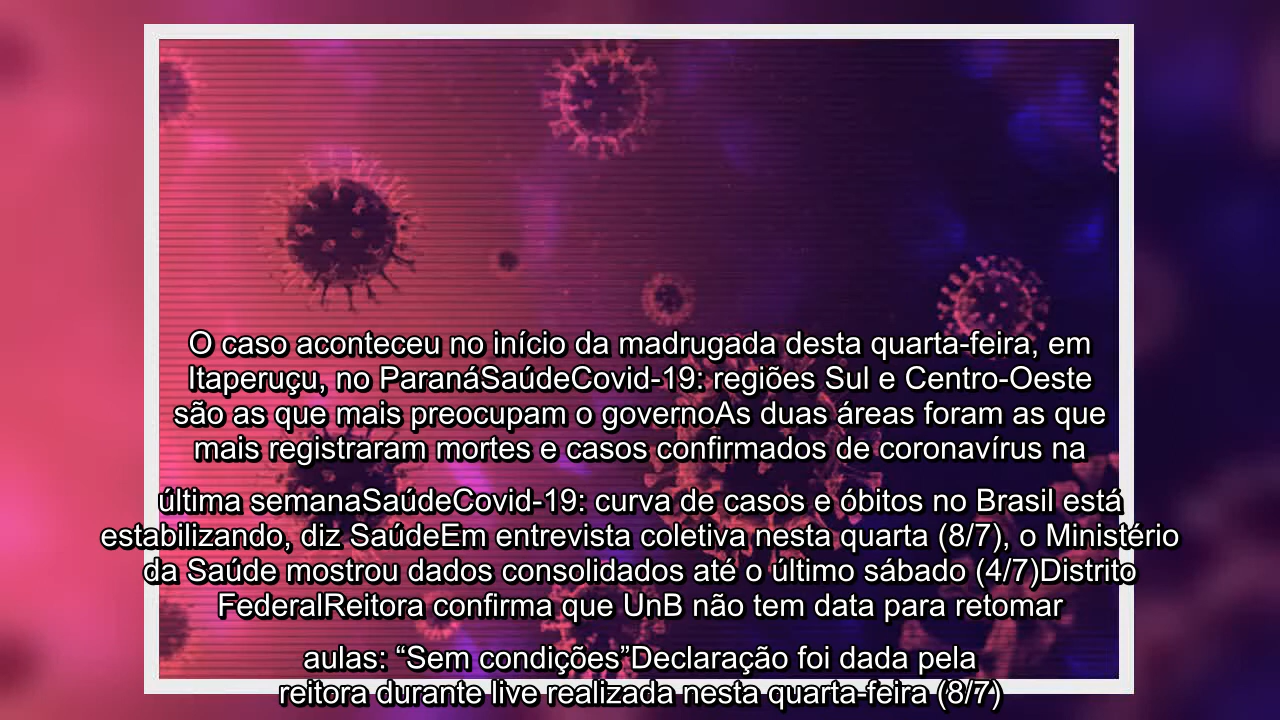 O caso aconteceu no início da madrugada desta quarta-feira, em
Itaperuçu, no ParanáSaúdeCovid-19: regiões Sul e Centro-Oeste
são as que mais preocupam o governoAs duas áreas foram as que
mais registraram mortes e casos confirmados de coronavírus na
última semanaSaúdeCovid-19: curva de casos e óbitos no Brasil está
estabilizando, diz SaúdeEm entrevista coletiva nesta quarta (8/7), o Ministério
da Saúde mostrou dados consolidados até o último sábado (4/7)Distrito
FederalReitora confirma que UnB não tem data para retomar
aulas: “Sem condições”Declaração foi dada pela
reitora durante live realizada nesta quarta-feira (8/7)